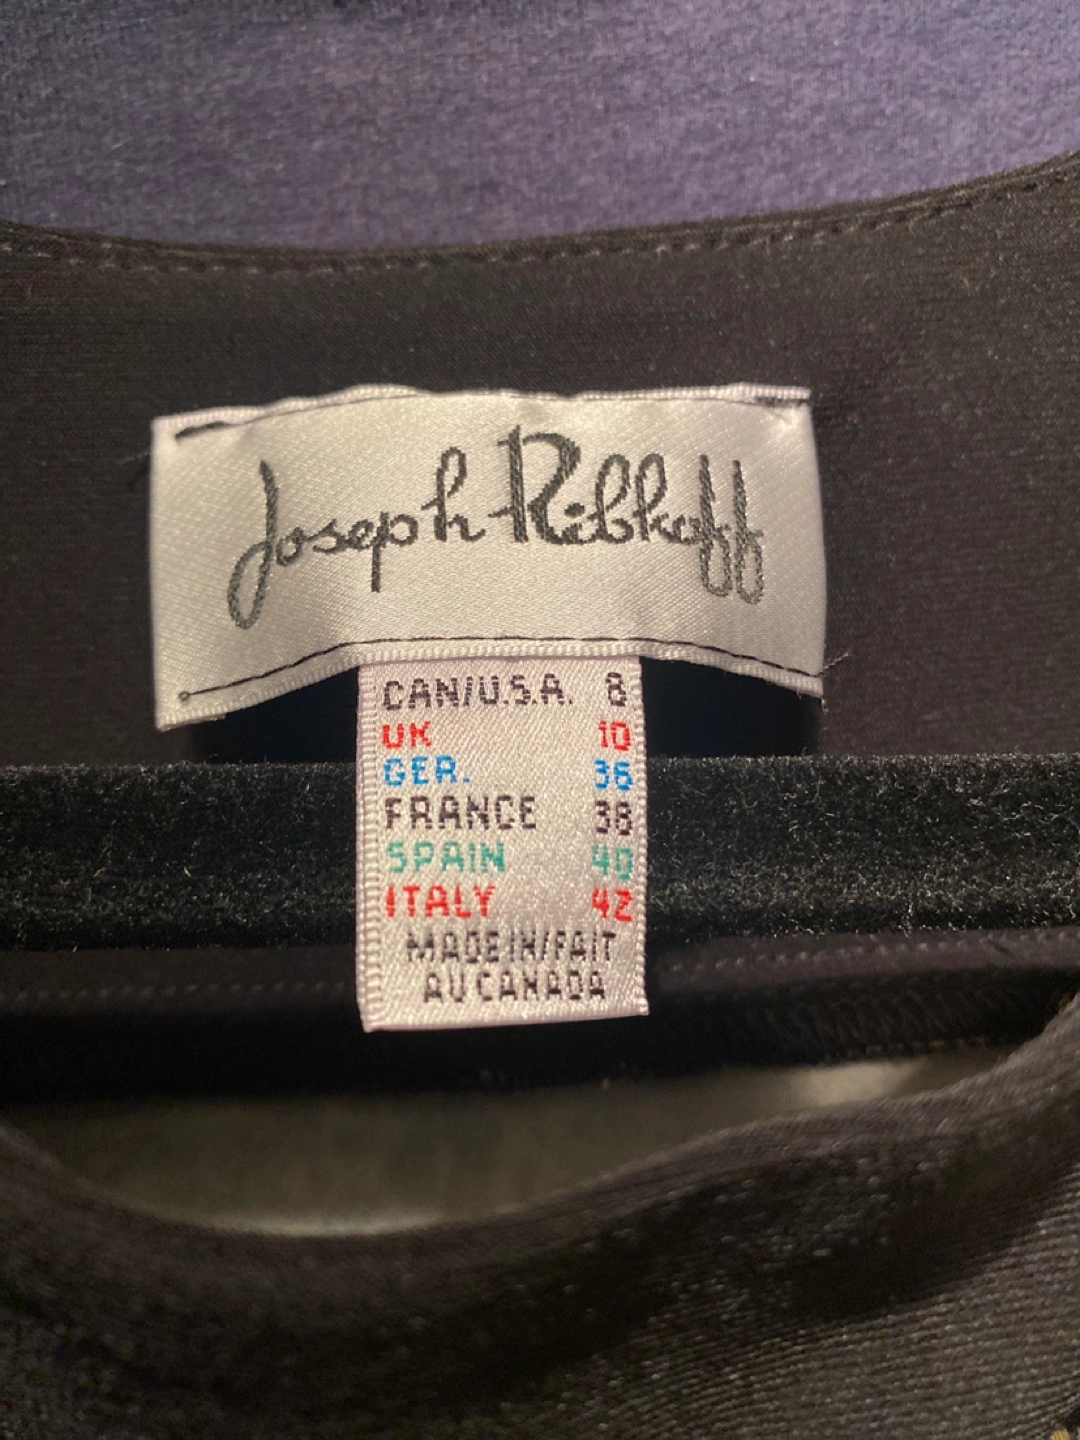 Joseph Ribkoff
CAN/U.S.A. 8
UK 10
GER. 36
FRANCE 38
SPAIN 40
ITALY 42
MADE IN/FAIT
AU CANADA